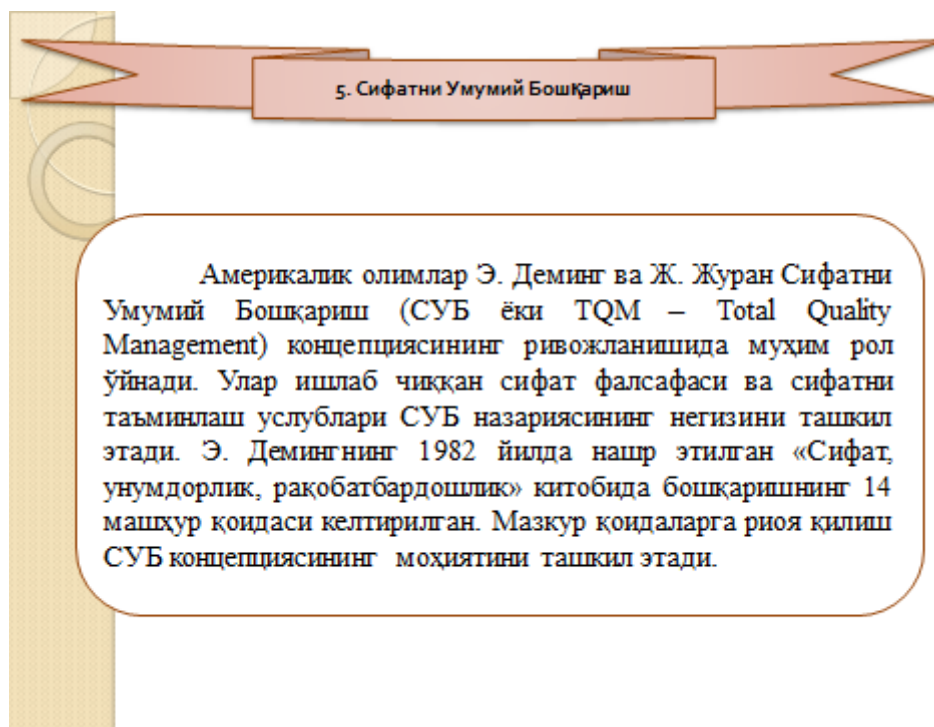 5. Сифатни Умумий Бошқариш
Америкалик олимлар Э. Деминг ва Ж. Журан Сифатни
Умумий Бошқариш (СУБ ёки TQM – Total Quality
Management) концепциясининг ривожланишида муҳим рол
ўйнади. Улар ишлаб чиққан сифат фалсафаси ва сифатни
таъминлаш услублари СУБ назариясининг негизини ташкил
этади. Э. Демингнинг 1982 йилда нашр этилган «Сифат,
унумдорлик, рақобатбардошлик» китобида бошқаришнинг 14
машҳур қоидаси келтирилган. Мазкур қоидаларга риоя қилиш
СУБ концепциясининг моҳиятини ташкил этади.